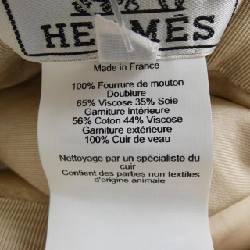 HERMES
Made in France
100% Fourrure de mouton
Doublure
65% Viscose 35% Soie
Garniture Intérieure
56% Coton 44% Viscose
Garniture extérieure
100% Cuir de veau
Nettoyage par un spécialiste du
cuir
Contient des parties non textiles
d'origine animale